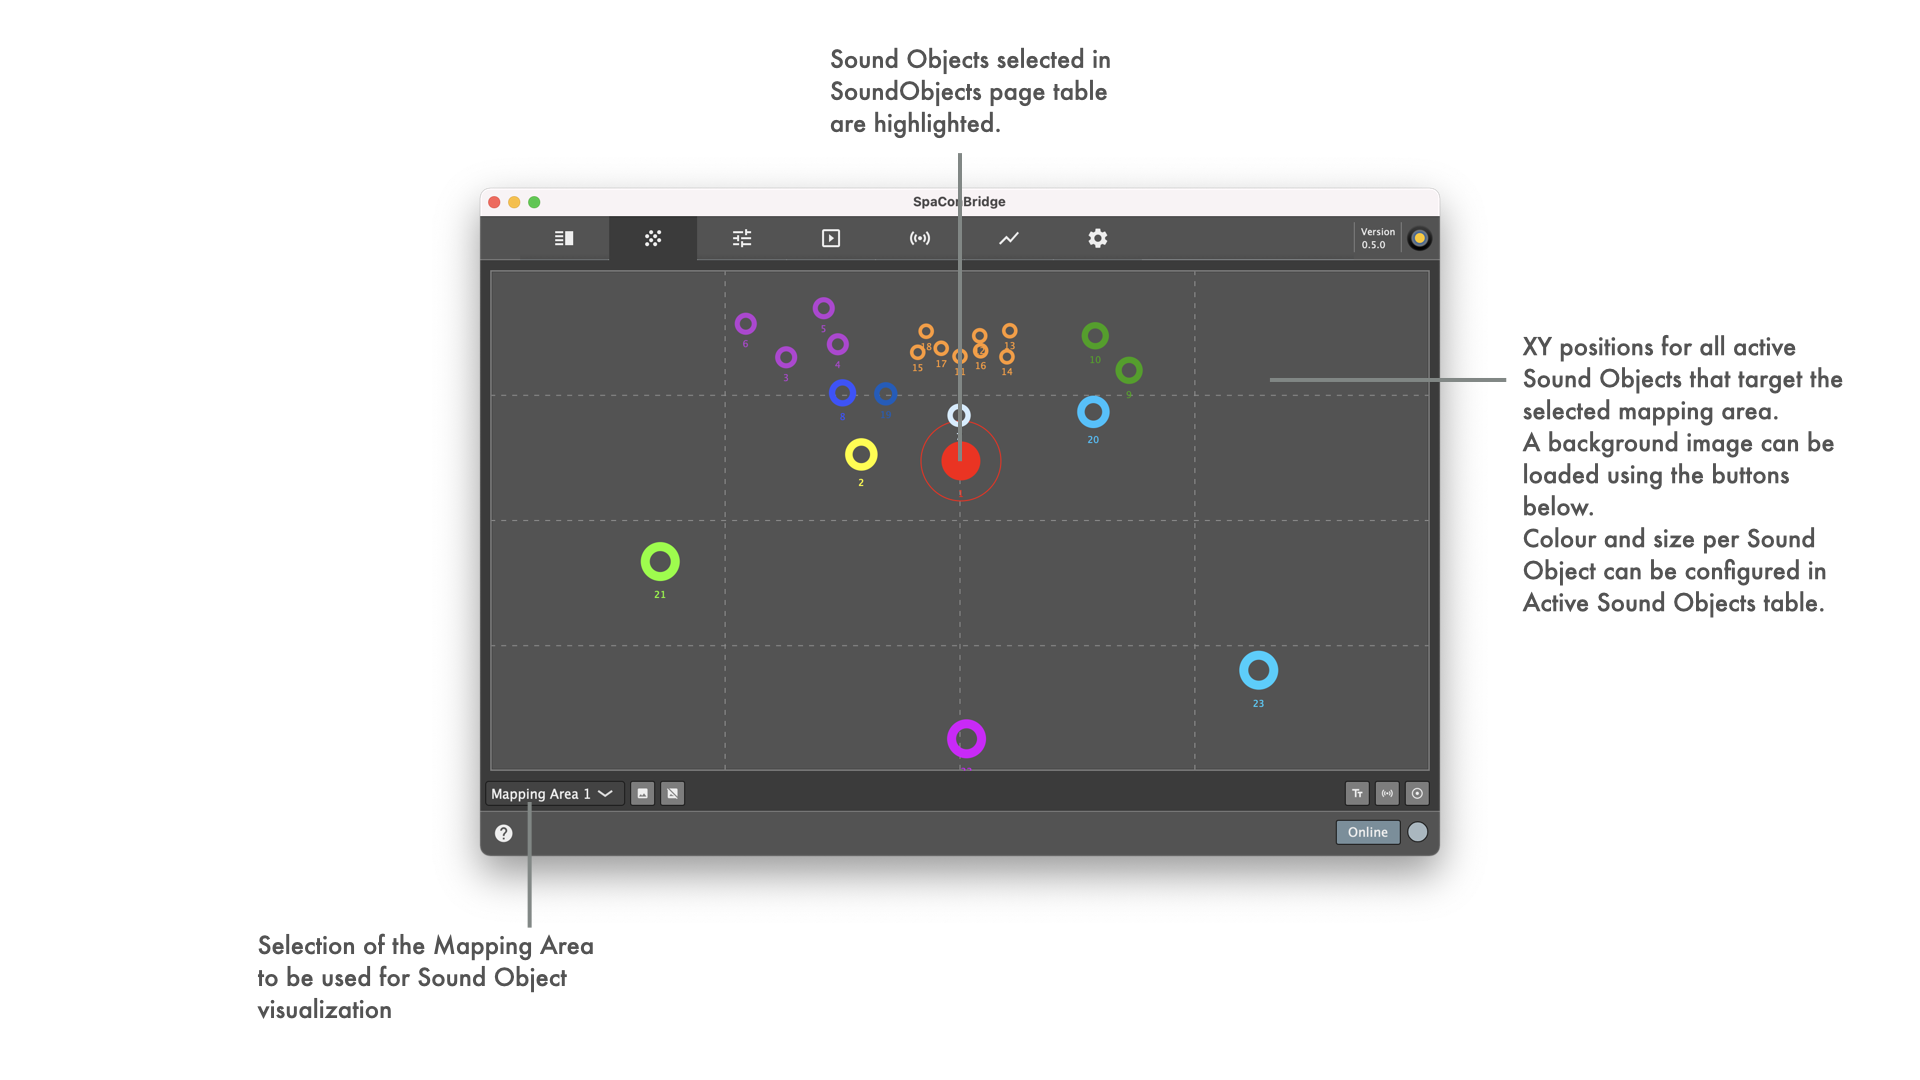 Sound Objects selected in
SoundObjects page table
are highlighted.
SpaConBridge
Version
0.5.0
5
6
4
3
18
13
15
17
11
16
14
10
9
8
20
2
1
21
23
XY positions for all active
Sound Objects that target the
selected mapping area.
A background image can be
loaded using the buttons
below.
Colour and size per Sound
Object can be configured in
Active Sound Objects table.
Mapping Area 1
Tт
?
Online
Selection of the Mapping Area
to be used for Sound Object
visualization